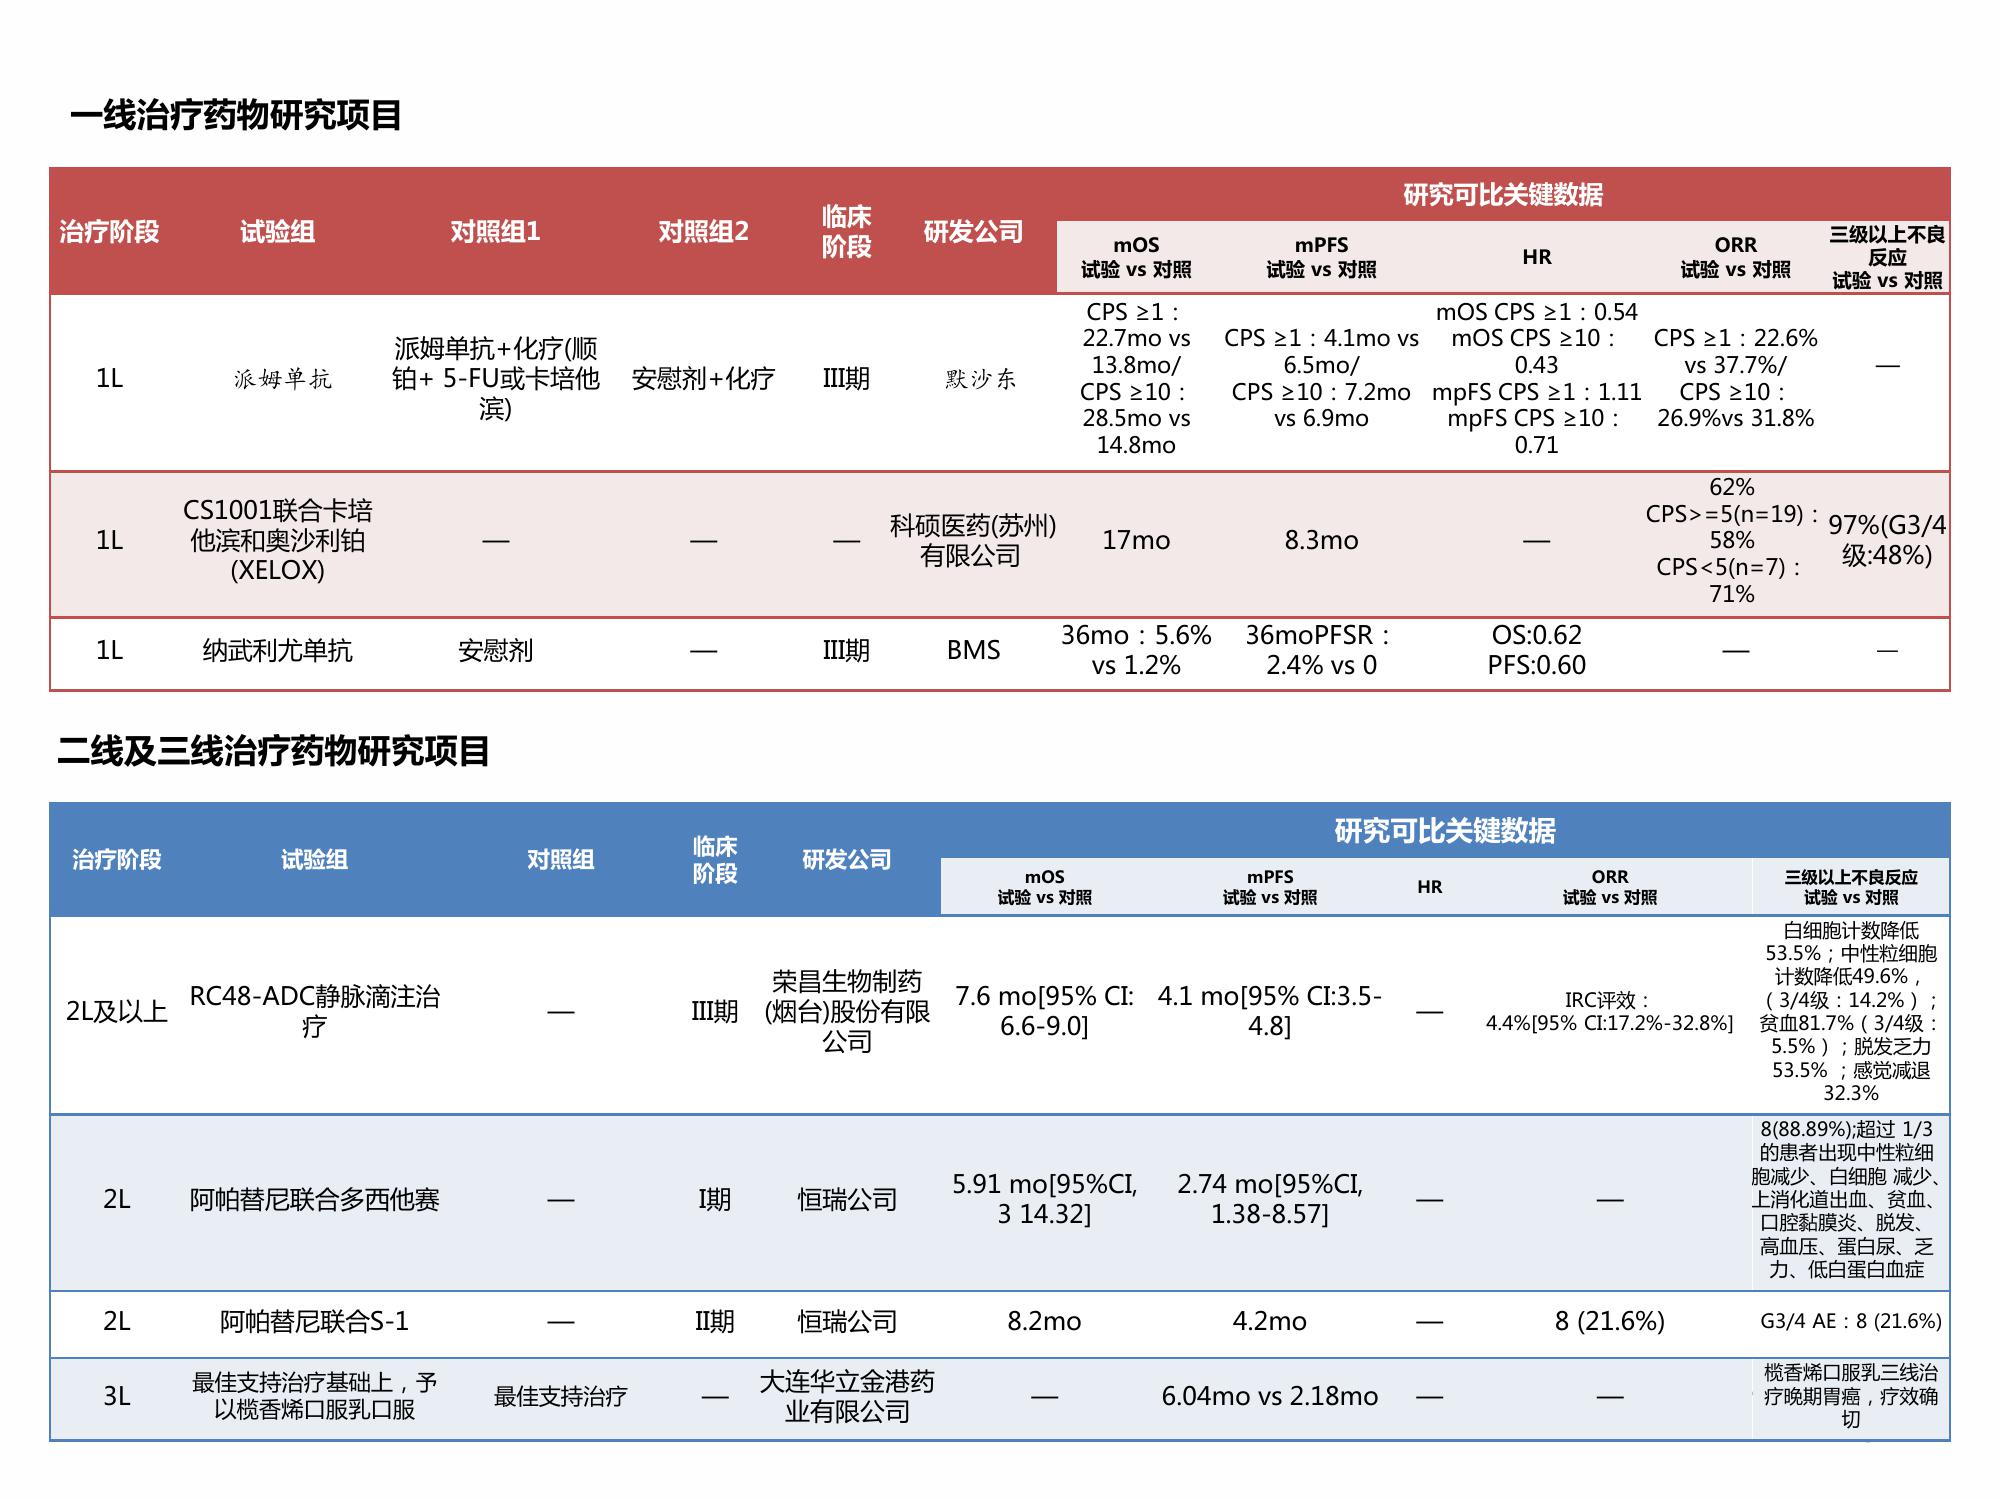 一线治疗药物研究项目
治疗阶段
试验组
对照组1
对照组2
临床
阶段
研发公司
研究可比关键数据
mOS
试验 vs 对照
mPFS
试验 vs 对照
HR
ORR
试验 vs 对照
三级以上不良
反应
试验 vs 对照
1L
派姆单抗
派姆单抗+化疗(顺
铂+ 5-FU或卡培他
滨)
安慰剂+化疗
III期
默沙东
CPS ≥1：
22.7mo vs
13.8mo/
CPS ≥10：
28.5mo vs
14.8mo
CPS ≥1：4.1mo vs
6.5mo/
CPS ≥10：7.2mo
vs 6.9mo
mOS CPS ≥1：0.54
mOS CPS ≥10：
0.43
mpFS CPS ≥1：1.11
mpFS CPS ≥10：
0.71
CPS ≥1：22.6%
vs 37.7%/
CPS ≥10：
26.9%vs 31.8%
—
1L
CS1001联合卡培
他滨和奥沙利铂
(XELOX)
—
—
—
科硕医药(苏州)
有限公司
17mo
8.3mo
—
62%
CPS>=5(n=19)：
58%
CPS<5(n=7)：
71%
97%(G3/4
级:48%)
1L
纳武利尤单抗
安慰剂
—
III期
BMS
36mo：5.6%
vs 1.2%
36moPFSR：
2.4% vs 0
OS:0.62
PFS:0.60
—
—
二线及三线治疗药物研究项目
治疗阶段
试验组
对照组
临床
阶段
研发公司
研究可比关键数据
mOS
试验 vs 对照
mPFS
试验 vs 对照
HR
ORR
试验 vs 对照
三级以上不良反应
试验 vs 对照
2L及以上
RC48-ADC静脉滴注治
疗
—
III期
荣昌生物制药
(烟台)股份有限
公司
7.6 mo[95% CI:
6.6-9.0]
4.1 mo[95% CI:3.5-
4.8]
—
IRC评效：
4.4%[95% CI:17.2%-32.8%]
白细胞计数降低
53.5%；中性粒细胞
计数降低49.6%，
（3/4级：14.2%）；
贫血81.7%（3/4级：
5.5%）；脱发乏力
53.5% ；感觉减退
32.3%
2L
阿帕替尼联合多西他赛
—
I期
恒瑞公司
5.91 mo[95%CI,
3 14.32]
2.74 mo[95%CI,
1.38-8.57]
—
—
8(88.89%);超过 1/3
的患者出现中性粒细
胞减少、白细胞 减少、
上消化道出血、贫血、
口腔黏膜炎、脱发、
高血压、蛋白尿、乏
力、低白蛋白血症
2L
阿帕替尼联合S-1
—
II期
恒瑞公司
8.2mo
4.2mo
—
8 (21.6%)
G3/4 AE：8 (21.6%)
3L
最佳支持治疗基础上，予
以榄香烯口服乳口服
最佳支持治疗
—
大连华立金港药
业有限公司
—
6.04mo vs 2.18mo
—
—
榄香烯口服乳三线治
疗晚期胃癌，疗效确
切